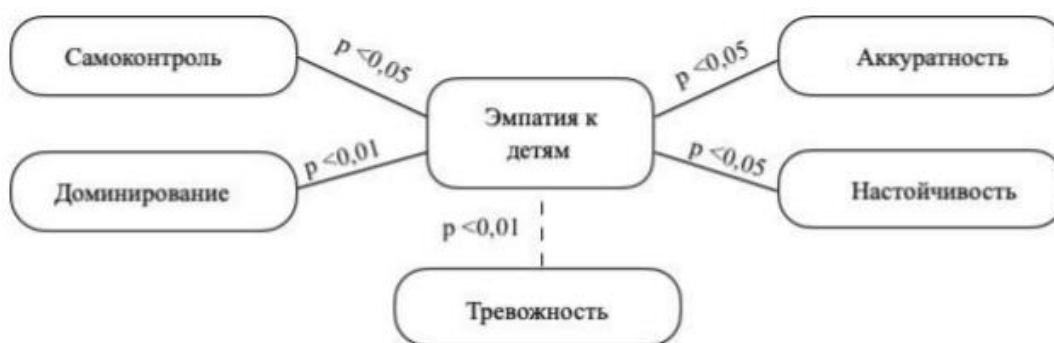 Самоконтроль
p <0,05
p <0,05
Аккуратность
Эмпатия к
детям
Доминирование
p <0,01
p <0,05
Настойчивость
p <0,01
Тревожность